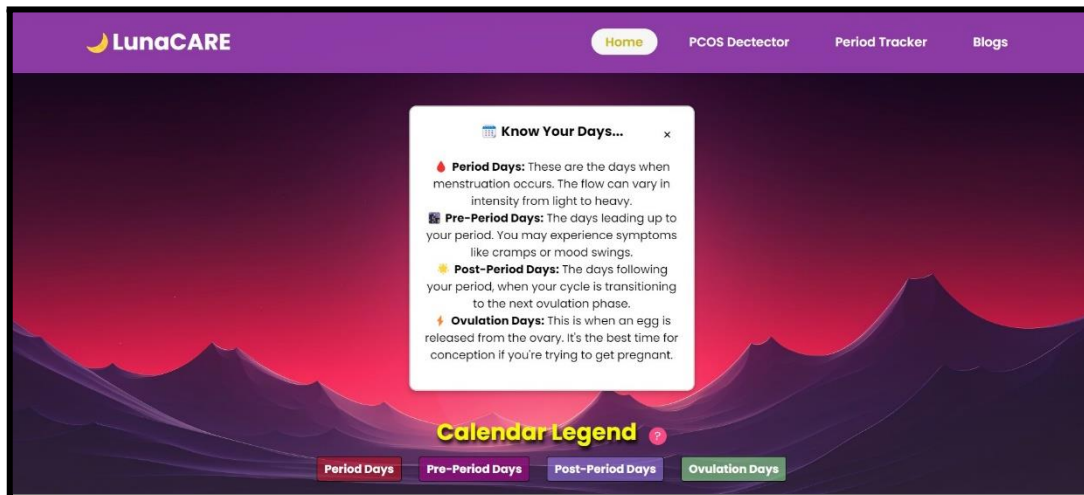 LunaCARE
Home PCOS Dectector Period Tracker Blogs
Know Your Days... ×
Period Days: These are the days when
menstruation occurs. The flow can vary in
intensity from light to heavy.
Pre-Period Days: The days leading up to
your period. You may experience symptoms
like cramps or mood swings.
Post-Period Days: The days following
your period, when your cycle is transitioning
to the next ovulation phase.
Ovulation Days: This is when an egg is
released from the ovary. It's the best time for
conception if you're trying to get pregnant.
Calendar Legend ?
Period Days Pre-Period Days Post-Period Days Ovulation Days